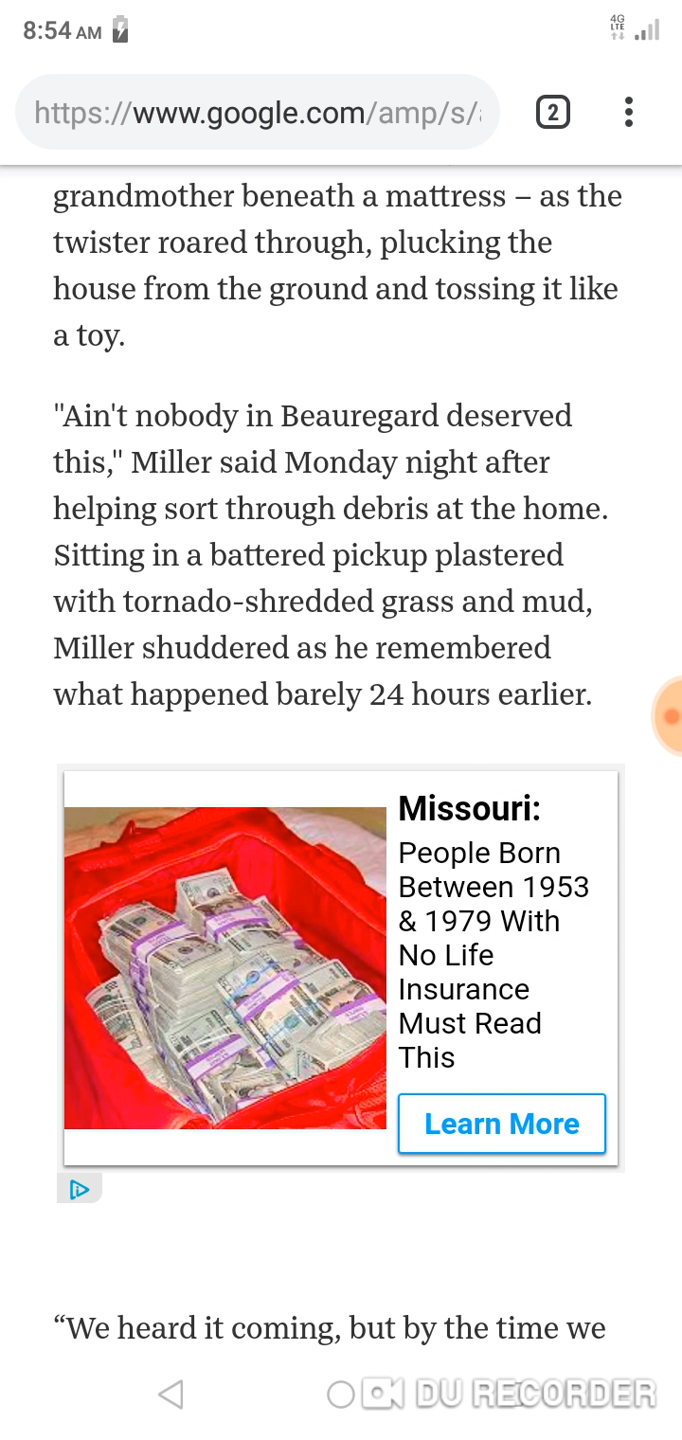 8:54 AM
4G
LTE
https://www.google.com/amp/s/
2
grandmother beneath a mattress – as the
twister roared through, plucking the
house from the ground and tossing it like
a toy.
"Ain't nobody in Beauregard deserved
this," Miller said Monday night after
helping sort through debris at the home.
Sitting in a battered pickup plastered
with tornado-shredded grass and mud,
Miller shuddered as he remembered
what happened barely 24 hours earlier.
Missouri:
People Born
Between 1953
& 1979 With
No Life
Insurance
Must Read
This
Learn More
“We heard it coming, but by the time we
DU RECORDER